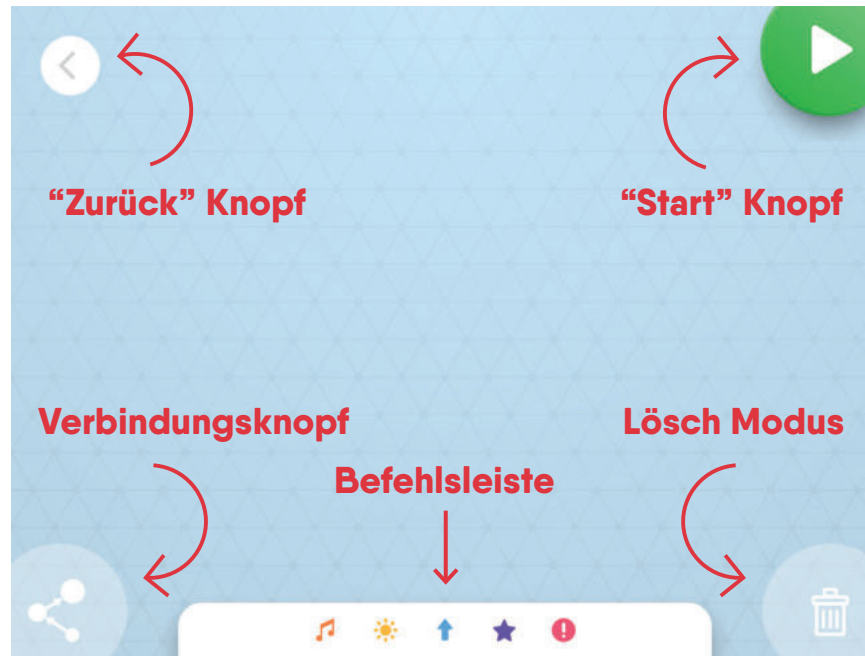 “Zurück” Knopf
“Start” Knopf
Verbindungsknopf
Lösch Modus
Befehlsleiste